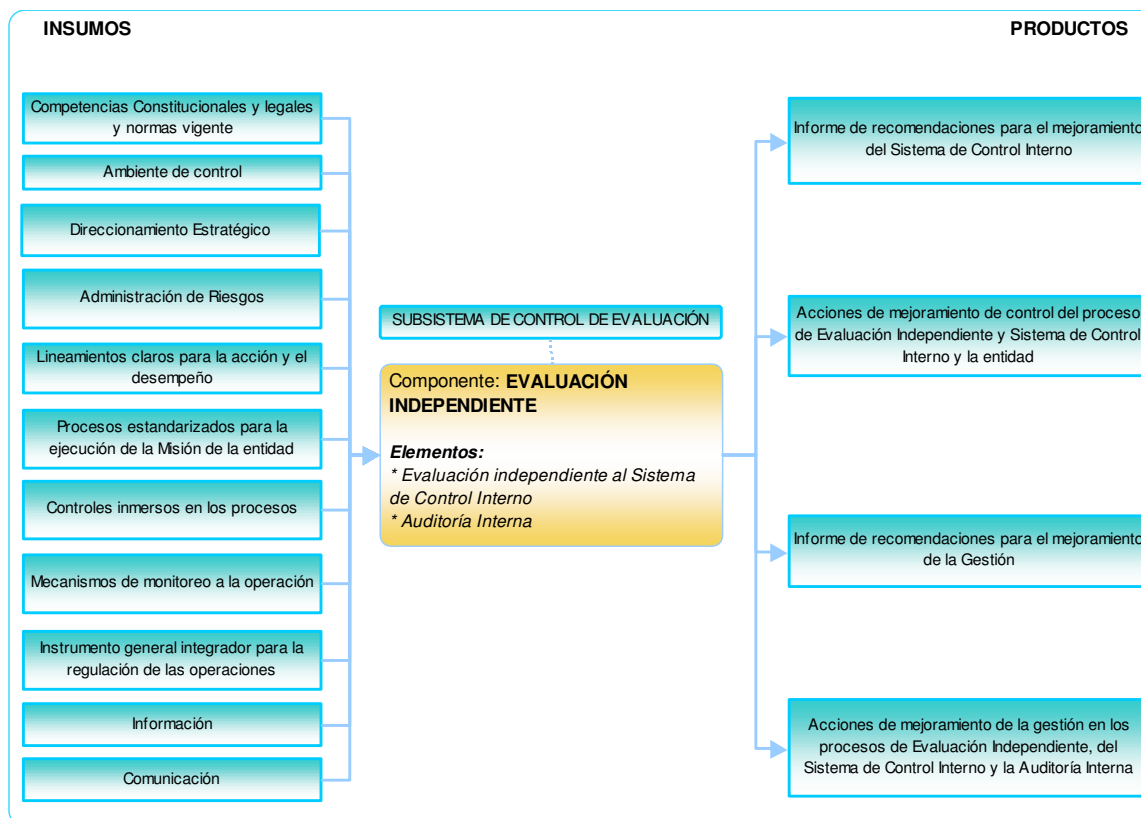 INSUMOS
PRODUCTOS
Competencias Constitucionales y legales
y normas vigente
Ambiente de control
Direccionamiento Estratégico
Administración de Riesgos
Lineamientos claros para la acción y el
desempeño
Procesos estandarizados para la
ejecución de la Misión de la entidad
Controles inmersos en los procesos
Mecanismos de monitoreo a la operación
Instrumento general integrador para la
regulación de las operaciones
Información
Comunicación
SUBSISTEMA DE CONTROL DE EVALUACIÓN
Componente: EVALUACIÓN
INDEPENDIENTE
Elementos:
* Evaluación independiente al Sistema
de Control Interno
* Auditoría Interna
Informe de recomendaciones para el mejoramiento
del Sistema de Control Interno
Acciones de mejoramiento de control del proceso
de Evaluación Independiente y Sistema de Control
Interno y la entidad
Informe de recomendaciones para el mejoramiento
de la Gestión
Acciones de mejoramiento de la gestión en los
procesos de Evaluación Independiente, del
Sistema de Control Interno y la Auditoría Interna